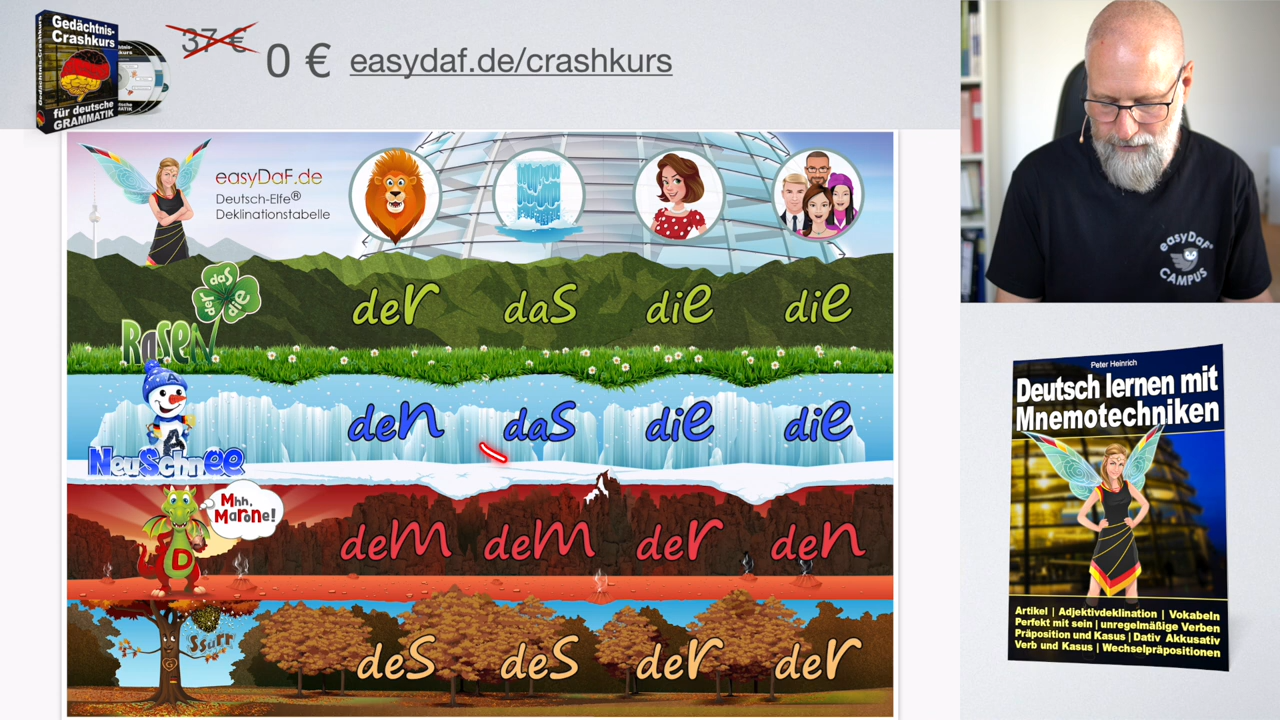 Gedächtnis-
Crashkurs
für deutsche
GRAMMATIK
37 €
0 €
easydaf.de/crashkurs
easyDaF.de
Deutsch-Elfe®
Deklinationstabelle
der das die
RaseN
der das die die
NeuSchnee
den das die die
Mhh,
Marone!
D
dem dem der den
Ssurr
G
des des der der
easyDaF®
CAMPUS
Peter Heinrich
Deutsch lernen mit
Mnemotechniken
Artikel | Adjektivdeklination | Vokabeln
Perfekt mit sein | unregelmäßige Verben
Präposition und Kasus | Dativ Akkusativ
Verb und Kasus | Wechselpräpositionen